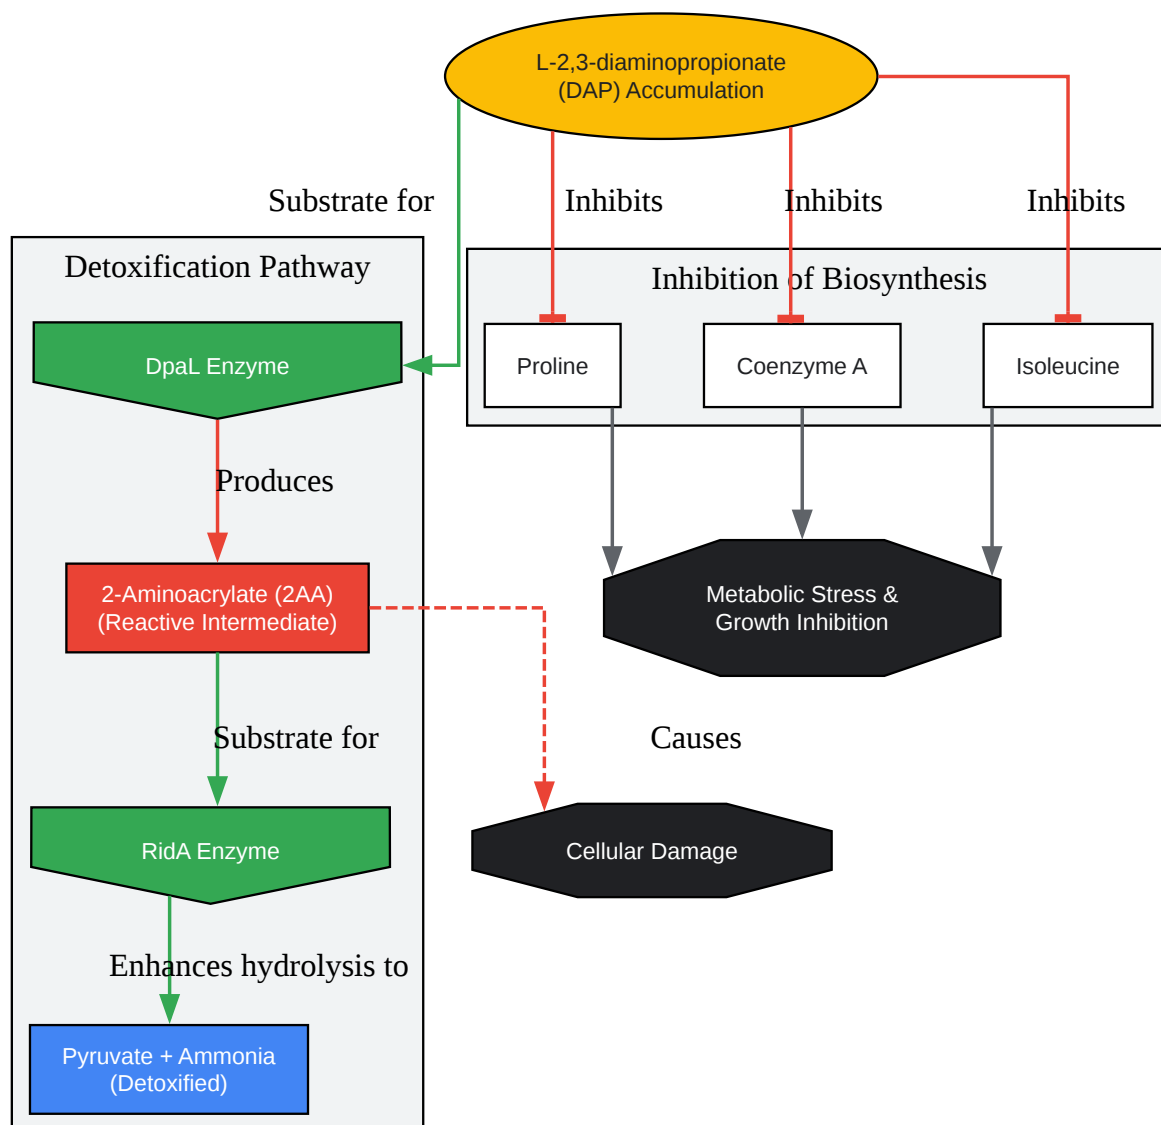 L-2,3-diaminopropionate
(DAP) Accumulation
Substrate for
Inhibits
Inhibits
Inhibits
Detoxification Pathway
Inhibition of Biosynthesis
DpaL Enzyme
Proline
Coenzyme A
Isoleucine
Produces
2-Aminoacrylate (2AA)
(Reactive Intermediate)
Metabolic Stress &
Growth Inhibition
Substrate for
Causes
RidA Enzyme
Cellular Damage
Enhances hydrolysis to
Pyruvate + Ammonia
(Detoxified)